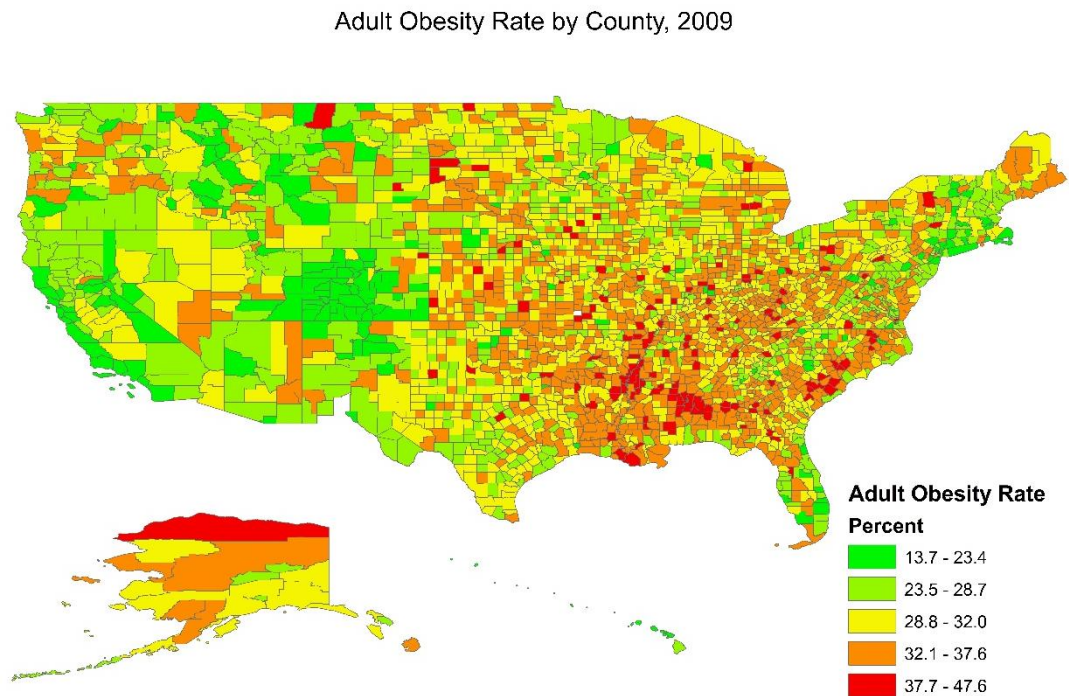 Adult Obesity Rate by County, 2009
Adult Obesity Rate
Percent
13.7 - 23.4
23.5 - 28.7
28.8 - 32.0
32.1 - 37.6
37.7 - 47.6